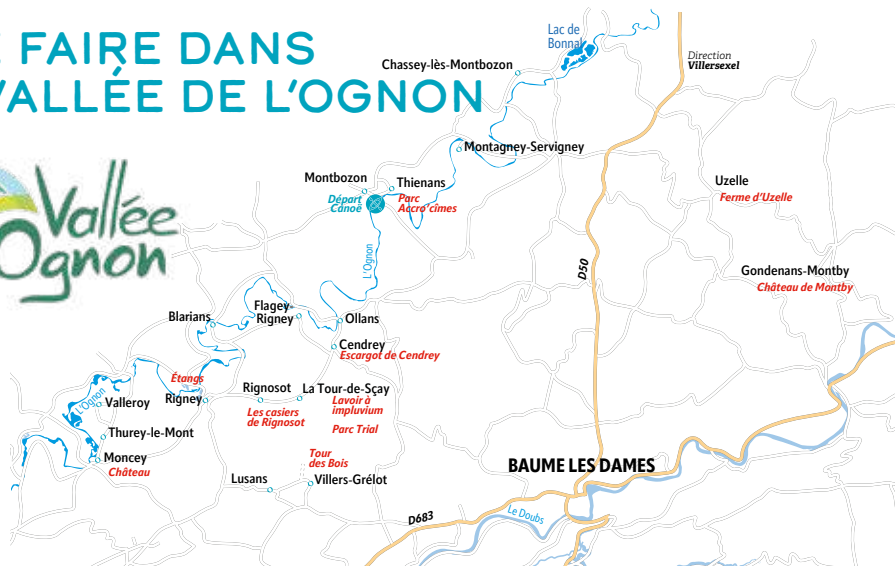 FAIRE DANS
VALLÉE DE L'OGNON
Vallée
Ognon
Lac de
Bonnal
Chassey-lès-Montbozon
Direction
Villersexel
Montagney-Servigney
Montbozon
Thienans
Départ
Canoë
Parc
Accro'cîmes
Uzelle
Ferme d'Uzelle
L'Ognon
D50
Gondenans-Montby
Château de Montby
Flagey-
Rigney
Blarians
Ollans
Cendrey
Escargot de Cendrey
Étangs
Rigney
Rignosot
La Tour-de-Sçay
Les casiers
de Rignosot
Lavoir à
impluvium
Parc Trial
L'Ognon
Valleroy
Thurey-le-Mont
Moncey
Château
Tour
des Bois
Lusans
Villers-Grélot
BAUME LES DAMES
D683
Le Doubs